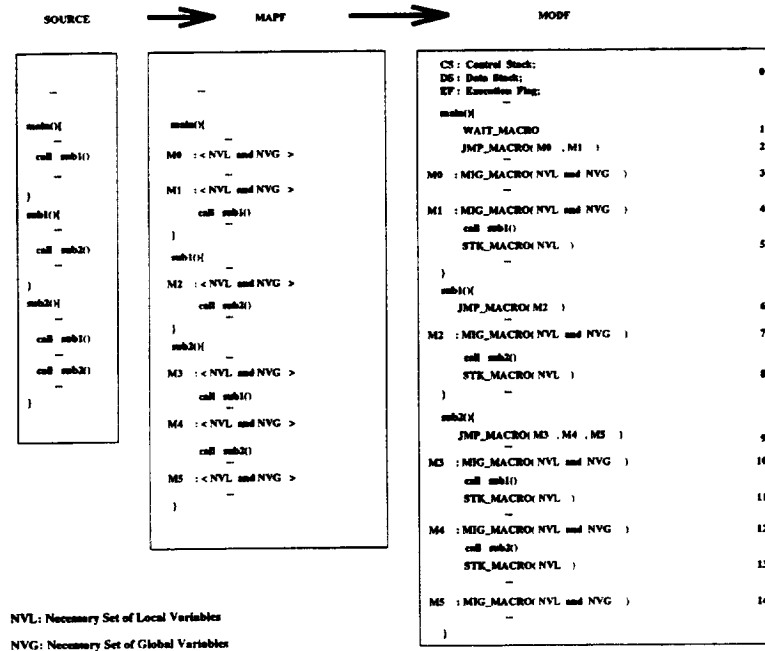 SOURCE
MAPF
MODF
...
main(){
...
call sub1()
...
}
sub1(){
...
call sub2()
...
}
sub2(){
...
call sub1()
...
call sub2()
...
}
...
main(){
...
M0 : < NVL and NVG >
...
M1 : < NVL and NVG >
call sub1()
...
}
sub1(){
...
M2 : < NVL and NVG >
call sub2()
...
}
sub2(){
...
M3 : < NVL and NVG >
call sub1()
...
M4 : < NVL and NVG >
call sub2()
...
M5 : < NVL and NVG >
...
}
CS : Control Stack;
DS : Data Stack; 0
EF : Execution Flag;
...
main(){
WAIT_MACRO 1
JMP_MACRO( M0 , M1 ) 2
...
M0 : MIG_MACRO( NVL and NVG ) 3
...
M1 : MIG_MACRO( NVL and NVG ) 4
call sub1()
STK_MACRO( NVL ) 5
...
}
sub1(){
JMP_MACRO( M2 ) 6
...
M2 : MIG_MACRO( NVL and NVG ) 7
call sub2()
STK_MACRO( NVL ) 8
...
}
sub2(){
JMP_MACRO( M3 , M4 , M5 ) 9
...
M3 : MIG_MACRO( NVL and NVG ) 10
call sub1()
STK_MACRO( NVL ) 11
...
M4 : MIG_MACRO( NVL and NVG ) 12
call sub2()
STK_MACRO( NVL ) 13
...
M5 : MIG_MACRO( NVL and NVG ) 14
...
}
NVL: Necessary Set of Local Variables
NVG: Necessary Set of Global Variables